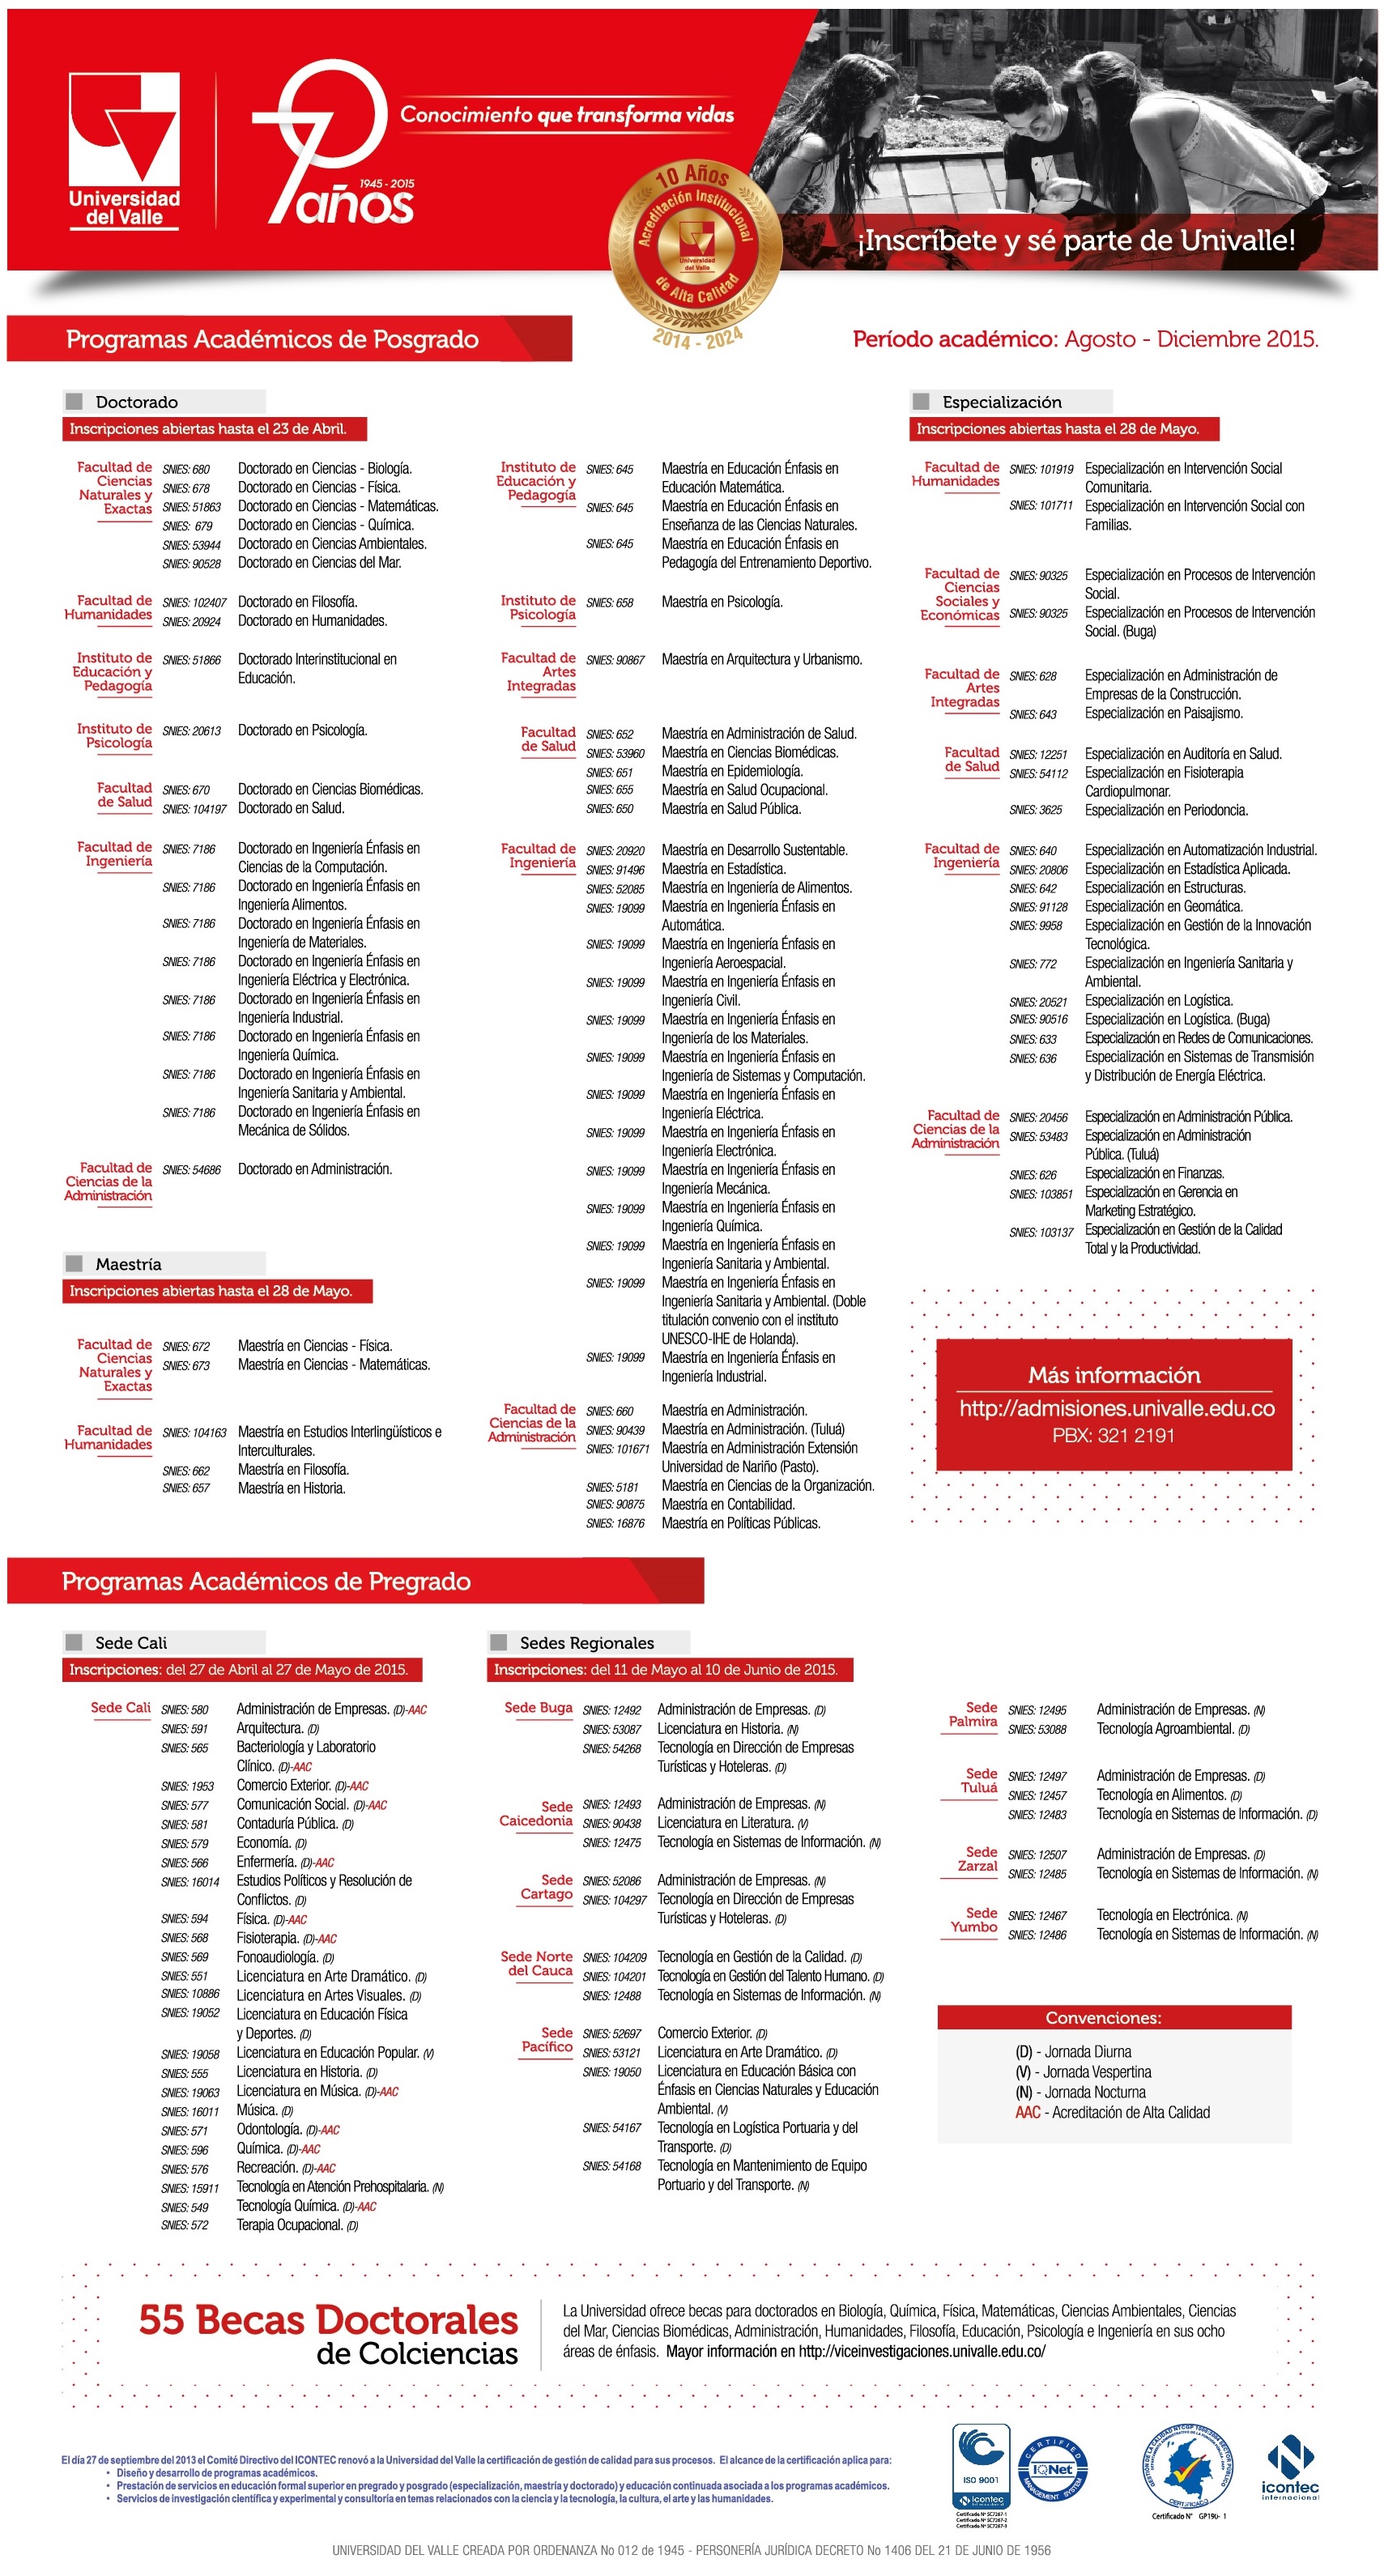 Universidad
del Valle
70
1945 - 2015
años
Conocimiento que transforma vidas
10 Años
Acreditación Institucional
Universidad
del Valle
de Alta Calidad
2014 - 2024
¡Inscríbete y sé parte de Univalle!
Programas Académicos de Posgrado
Período académico: Agosto - Diciembre 2015.
Doctorado
Inscripciones abiertas hasta el 23 de Abril.
Facultad de
Ciencias
Naturales y
Exactas
SNIES: 680 Doctorado en Ciencias - Biología.
SNIES: 678 Doctorado en Ciencias - Física.
SNIES: 51863 Doctorado en Ciencias - Matemáticas.
SNIES: 679 Doctorado en Ciencias - Química.
SNIES: 53944 Doctorado en Ciencias Ambientales.
SNIES: 90528 Doctorado en Ciencias del Mar.
Facultad de
Humanidades
SNIES: 102407 Doctorado en Filosofía.
SNIES: 20924 Doctorado en Humanidades.
Instituto de
Educación y
Pedagogía
SNIES: 51866 Doctorado Interinstitucional en
Educación.
Instituto de
Psicología
SNIES: 20613 Doctorado en Psicología.
Facultad
de Salud
SNIES: 670 Doctorado en Ciencias Biomédicas.
SNIES: 104197 Doctorado en Salud.
Facultad de
Ingeniería
SNIES: 7186 Doctorado en Ingeniería Énfasis en
Ciencias de la Computación.
SNIES: 7186 Doctorado en Ingeniería Énfasis en
Ingeniería Alimentos.
SNIES: 7186 Doctorado en Ingeniería Énfasis en
Ingeniería de Materiales.
SNIES: 7186 Doctorado en Ingeniería Énfasis en
Ingeniería Eléctrica y Electrónica.
SNIES: 7186 Doctorado en Ingeniería Énfasis en
Ingeniería Industrial.
SNIES: 7186 Doctorado en Ingeniería Énfasis en
Ingeniería Química.
SNIES: 7186 Doctorado en Ingeniería Énfasis en
Ingeniería Sanitaria y Ambiental.
SNIES: 7186 Doctorado en Ingeniería Énfasis en
Mecánica de Sólidos.
Facultad de
Ciencias de la
Administración
SNIES: 54686 Doctorado en Administración.
Maestría
Inscripciones abiertas hasta el 28 de Mayo.
Facultad de
Ciencias
Naturales y
Exactas
SNIES: 672 Maestría en Ciencias - Física.
SNIES: 673 Maestría en Ciencias - Matemáticas.
Facultad de
Humanidades
SNIES: 104163 Maestría en Estudios Interlingüísticos e
Interculturales.
SNIES: 662 Maestría en Filosofía.
SNIES: 657 Maestría en Historia.
Instituto de
Educación y
Pedagogía
SNIES: 645 Maestría en Educación Énfasis en
Educación Matemática.
SNIES: 645 Maestría en Educación Énfasis en
Enseñanza de las Ciencias Naturales.
SNIES: 645 Maestría en Educación Énfasis en
Pedagogía del Entrenamiento Deportivo.
Instituto de
Psicología
SNIES: 658 Maestría en Psicología.
Facultad de
Artes
Integradas
SNIES: 90867 Maestría en Arquitectura y Urbanismo.
Facultad
de Salud
SNIES: 652 Maestría en Administración de Salud.
SNIES: 53960 Maestría en Ciencias Biomédicas.
SNIES: 651 Maestría en Epidemiología.
SNIES: 655 Maestría en Salud Ocupacional.
SNIES: 650 Maestría en Salud Pública.
Facultad de
Ingeniería
SNIES: 20920 Maestría en Desarrollo Sustentable.
SNIES: 91496 Maestría en Estadística.
SNIES: 52085 Maestría en Ingeniería de Alimentos.
SNIES: 19099 Maestría en Ingeniería Énfasis en
Automática.
SNIES: 19099 Maestría en Ingeniería Énfasis en
Ingeniería Aeroespacial.
SNIES: 19099 Maestría en Ingeniería Énfasis en
Ingeniería Civil.
SNIES: 19099 Maestría en Ingeniería Énfasis en
Ingeniería de los Materiales.
SNIES: 19099 Maestría en Ingeniería Énfasis en
Ingeniería de Sistemas y Computación.
SNIES: 19099 Maestría en Ingeniería Énfasis en
Ingeniería Eléctrica.
SNIES: 19099 Maestría en Ingeniería Énfasis en
Ingeniería Electrónica.
SNIES: 19099 Maestría en Ingeniería Énfasis en
Ingeniería Mecánica.
SNIES: 19099 Maestría en Ingeniería Énfasis en
Ingeniería Química.
SNIES: 19099 Maestría en Ingeniería Énfasis en
Ingeniería Sanitaria y Ambiental.
SNIES: 19099 Maestría en Ingeniería Énfasis en
Ingeniería Sanitaria y Ambiental. (Doble
titulación convenio con el instituto
UNESCO-IHE de Holanda).
SNIES: 19099 Maestría en Ingeniería Énfasis en
Ingeniería Industrial.
Facultad de
Ciencias de la
Administración
SNIES: 660 Maestría en Administración.
SNIES: 90439 Maestría en Administración. (Tuluá)
SNIES: 101671 Maestría en Administración Extensión
Universidad de Nariño (Pasto).
SNIES: 5181 Maestría en Ciencias de la Organización.
SNIES: 90875 Maestría en Contabilidad.
SNIES: 16876 Maestría en Políticas Públicas.
Especialización
Inscripciones abiertas hasta el 28 de Mayo.
Facultad de
Humanidades
SNIES: 101919 Especialización en Intervención Social
Comunitaria.
SNIES: 101711 Especialización en Intervención Social con
Familias.
Facultad de
Ciencias
Sociales y
Económicas
SNIES: 90325 Especialización en Procesos de Intervención
Social.
SNIES: 90325 Especialización en Procesos de Intervención
Social. (Buga)
Facultad de
Artes
Integradas
SNIES: 628 Especialización en Administración de
Empresas de la Construcción.
SNIES: 643 Especialización en Paisajismo.
Facultad
de Salud
SNIES: 12251 Especialización en Auditoría en Salud.
SNIES: 54112 Especialización en Fisioterapia
Cardiopulmonar.
SNIES: 3625 Especialización en Periodoncia.
Facultad de
Ingeniería
SNIES: 640 Especialización en Automatización Industrial.
SNIES: 20806 Especialización en Estadística Aplicada.
SNIES: 642 Especialización en Estructuras.
SNIES: 91128 Especialización en Geomática.
SNIES: 9958 Especialización en Gestión de la Innovación
Tecnológica.
SNIES: 772 Especialización en Ingeniería Sanitaria y
Ambiental.
SNIES: 20521 Especialización en Logística.
SNIES: 90516 Especialización en Logística. (Buga)
SNIES: 633 Especialización en Redes de Comunicaciones.
SNIES: 636 Especialización en Sistemas de Transmisión
y Distribución de Energía Eléctrica.
Facultad de
Ciencias de la
Administración
SNIES: 20456 Especialización en Administración Pública.
SNIES: 53483 Especialización en Administración
Pública. (Tuluá)
SNIES: 626 Especialización en Finanzas.
SNIES: 103851 Especialización en Gerencia en
Marketing Estratégico.
SNIES: 103137 Especialización en Gestión de la Calidad
Total y la Productividad.
Más información
http://admisiones.univalle.edu.co
PBX: 321 2191
Programas Académicos de Pregrado
Sede Cali
Inscripciones: del 27 de Abril al 27 de Mayo de 2015.
Sede Cali
SNIES: 580 Administración de Empresas. (D)-AAC
SNIES: 591 Arquitectura. (D)
SNIES: 565 Bacteriología y Laboratorio
Clínico. (D)-AAC
SNIES: 1953 Comercio Exterior. (D)-AAC
SNIES: 577 Comunicación Social. (D)-AAC
SNIES: 581 Contaduría Pública. (D)
SNIES: 579 Economía. (D)
SNIES: 566 Enfermería. (D)-AAC
SNIES: 16014 Estudios Políticos y Resolución de
Conflictos. (D)
SNIES: 594 Física. (D)-AAC
SNIES: 568 Fisioterapia. (D)-AAC
SNIES: 569 Fonoaudiología. (D)
SNIES: 551 Licenciatura en Arte Dramático. (D)
SNIES: 10886 Licenciatura en Artes Visuales. (D)
SNIES: 19052 Licenciatura en Educación Física
y Deportes. (D)
SNIES: 19058 Licenciatura en Educación Popular. (V)
SNIES: 555 Licenciatura en Historia. (D)
SNIES: 19063 Licenciatura en Música. (D)-AAC
SNIES: 16011 Música. (D)
SNIES: 571 Odontología. (D)-AAC
SNIES: 596 Química. (D)-AAC
SNIES: 576 Recreación. (D)-AAC
SNIES: 15911 Tecnología en Atención Prehospitalaria. (N)
SNIES: 549 Tecnología Química. (D)-AAC
SNIES: 572 Terapia Ocupacional. (D)
Sedes Regionales
Inscripciones: del 11 de Mayo al 10 de Junio de 2015.
Sede Buga
SNIES: 12492 Administración de Empresas. (D)
SNIES: 53087 Licenciatura en Historia. (N)
SNIES: 54268 Tecnología en Dirección de Empresas
Turísticas y Hoteleras. (D)
Sede
Caicedonia
SNIES: 12493 Administración de Empresas. (N)
SNIES: 90438 Licenciatura en Literatura. (V)
SNIES: 12475 Tecnología en Sistemas de Información. (N)
Sede
Cartago
SNIES: 52086 Administración de Empresas. (N)
SNIES: 104297 Tecnología en Dirección de Empresas
Turísticas y Hoteleras. (D)
Sede Norte
del Cauca
SNIES: 104209 Tecnología en Gestión de la Calidad. (D)
SNIES: 104201 Tecnología en Gestión del Talento Humano. (D)
SNIES: 12488 Tecnología en Sistemas de Información. (N)
Sede
Pacífico
SNIES: 52697 Comercio Exterior. (D)
SNIES: 53121 Licenciatura en Arte Dramático. (D)
SNIES: 19050 Licenciatura en Educación Básica con
Énfasis en Ciencias Naturales y Educación
Ambiental. (V)
SNIES: 54167 Tecnología en Logística Portuaria y del
Transporte. (D)
SNIES: 54168 Tecnología en Mantenimiento de Equipo
Portuario y del Transporte. (N)
Sede
Palmira
SNIES: 12495 Administración de Empresas. (N)
SNIES: 53088 Tecnología Agroambiental. (D)
Sede
Tuluá
SNIES: 12497 Administración de Empresas. (D)
SNIES: 12457 Tecnología en Alimentos. (D)
SNIES: 12483 Tecnología en Sistemas de Información. (D)
Sede
Zarzal
SNIES: 12507 Administración de Empresas. (D)
SNIES: 12485 Tecnología en Sistemas de Información. (N)
Sede
Yumbo
SNIES: 12467 Tecnología en Electrónica. (N)
SNIES: 12486 Tecnología en Sistemas de Información. (N)
Convenciones:
(D) - Jornada Diurna
(V) - Jornada Vespertina
(N) - Jornada Nocturna
AAC - Acreditación de Alta Calidad
55 Becas Doctorales
de Colciencias
La Universidad ofrece becas para doctorados en Biología, Química, Física, Matemáticas, Ciencias Ambientales, Ciencias
del Mar, Ciencias Biomédicas, Administración, Humanidades, Filosofía, Educación, Psicología e Ingeniería en sus ocho
áreas de énfasis. Mayor información en http://viceinvestigaciones.univalle.edu.co/
El día 27 de septiembre del 2013 el Comité Directivo del ICONTEC renovó a la Universidad del Valle la certificación de gestión de calidad para sus procesos. El alcance de la certificación aplica para:
• Diseño y desarrollo de programas académicos.
• Prestación de servicios en educación formal superior en pregrado y posgrado (especialización, maestría y doctorado) y educación continuada asociada a los programas académicos.
• Servicios de investigación científica y experimental y consultoría en temas relacionados con la ciencia y la tecnología, la cultura, el arte y las humanidades.
ISO 9001
icontec
internacional
Certificado N° SC7267-1
Certificado N° SC7267-2
Certificado N° SC7267-3
CERTIFIED
IQNet
MANAGEMENT SYSTEM
CERTIFICADO
Certificado N° GP190- 1
icontec
internacional
UNIVERSIDAD DEL VALLE CREADA POR ORDENANZA No 012 de 1945 - PERSONERÍA JURÍDICA DECRETO No 1406 DEL 21 DE JUNIO DE 1956